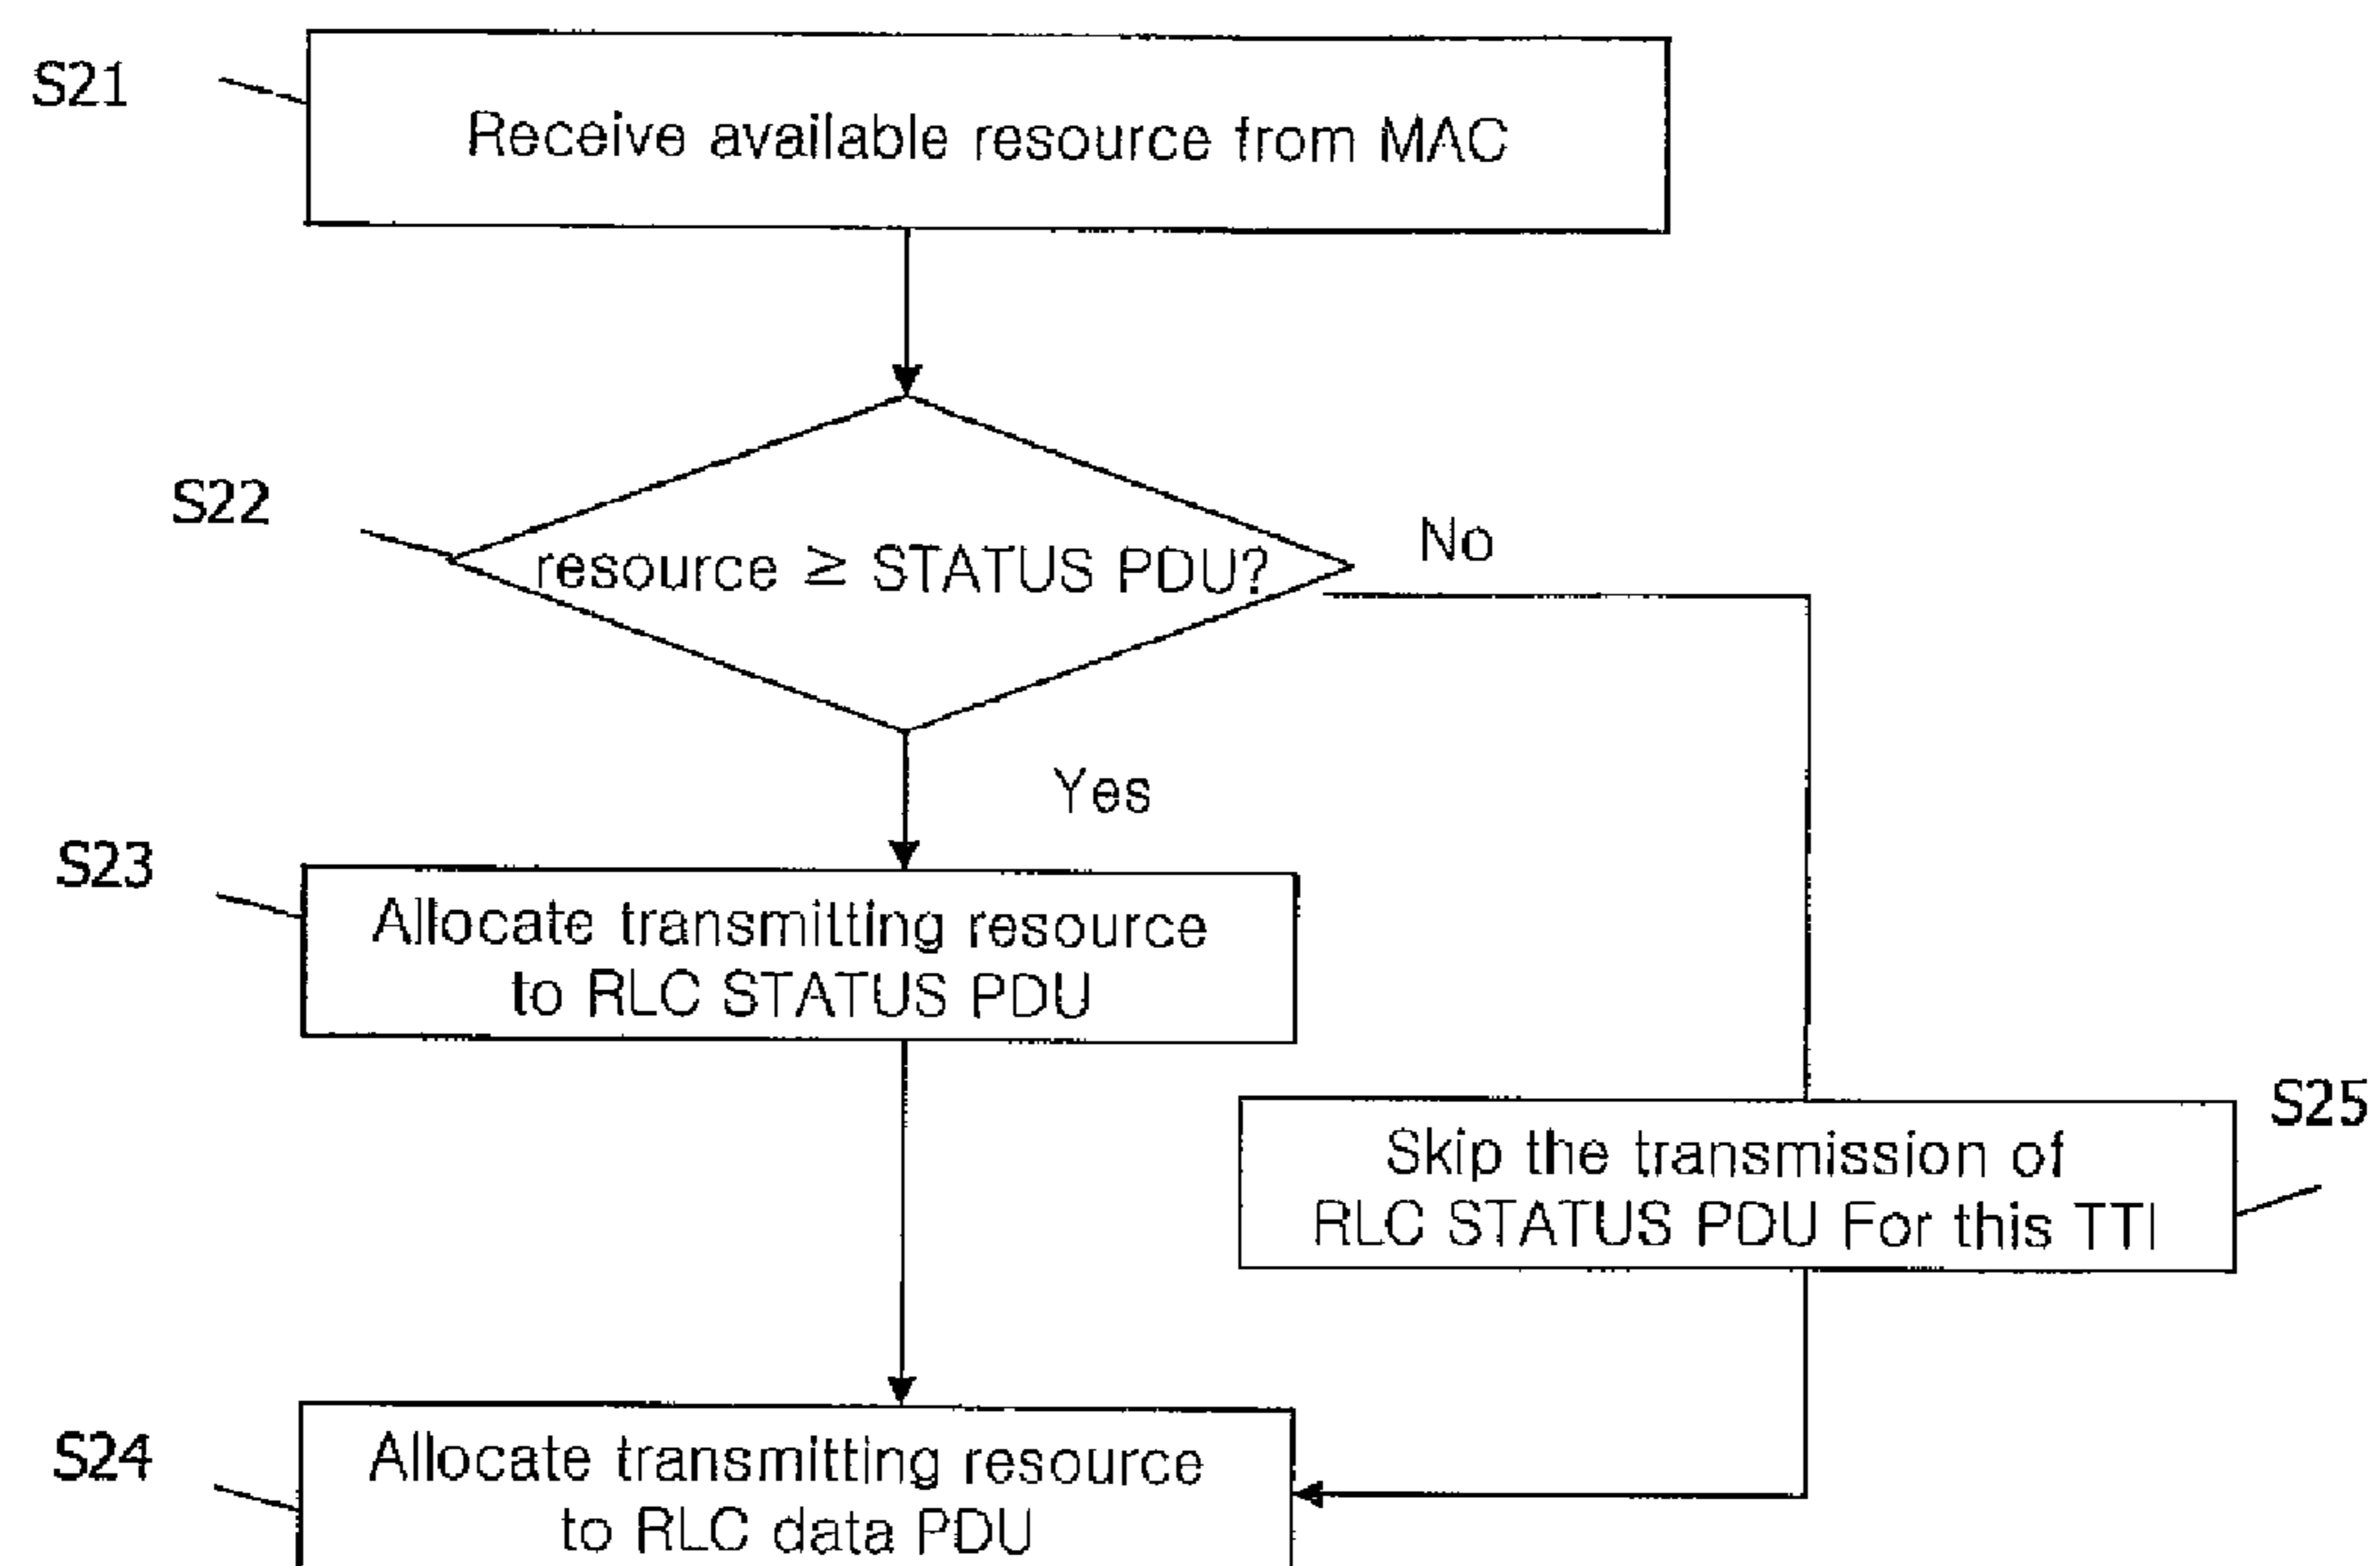 S21
Receive available resource from MAC
S22
resource ≥ STATUS PDU?
No
Yes
S23
Allocate transmitting resource
to RLC STATUS PDU
S25
Skip the transmission of
RLC STATUS PDU For this TTI
S24
Allocate transmitting resource
to RLC data PDU